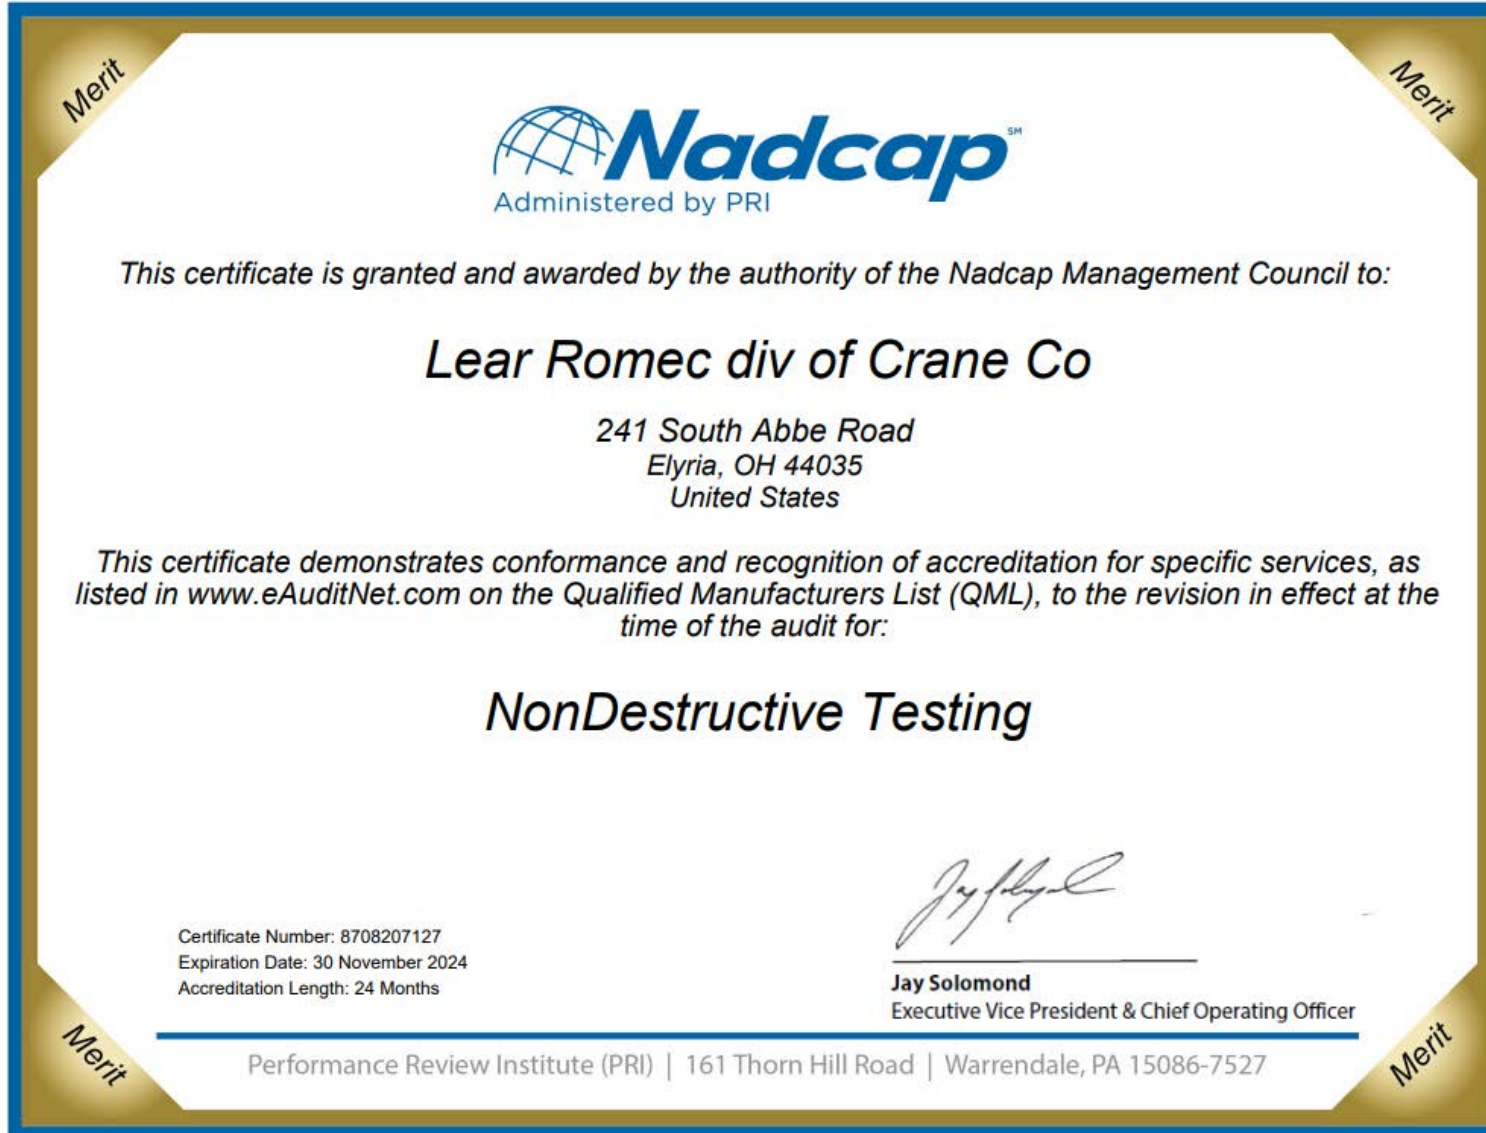 Merit
Merit
Nadcap SM
Administered by PRI
This certificate is granted and awarded by the authority of the Nadcap Management Council to:
Lear Romec div of Crane Co
241 South Abbe Road
Elyria, OH 44035
United States
This certificate demonstrates conformance and recognition of accreditation for specific services, as
listed in www.eAuditNet.com on the Qualified Manufacturers List (QML), to the revision in effect at the
time of the audit for:
NonDestructive Testing
Certificate Number: 8708207127
Expiration Date: 30 November 2024
Accreditation Length: 24 Months
Jay Solomond
Executive Vice President & Chief Operating Officer
Merit
Merit
Performance Review Institute (PRI) | 161 Thorn Hill Road | Warrendale, PA 15086-7527